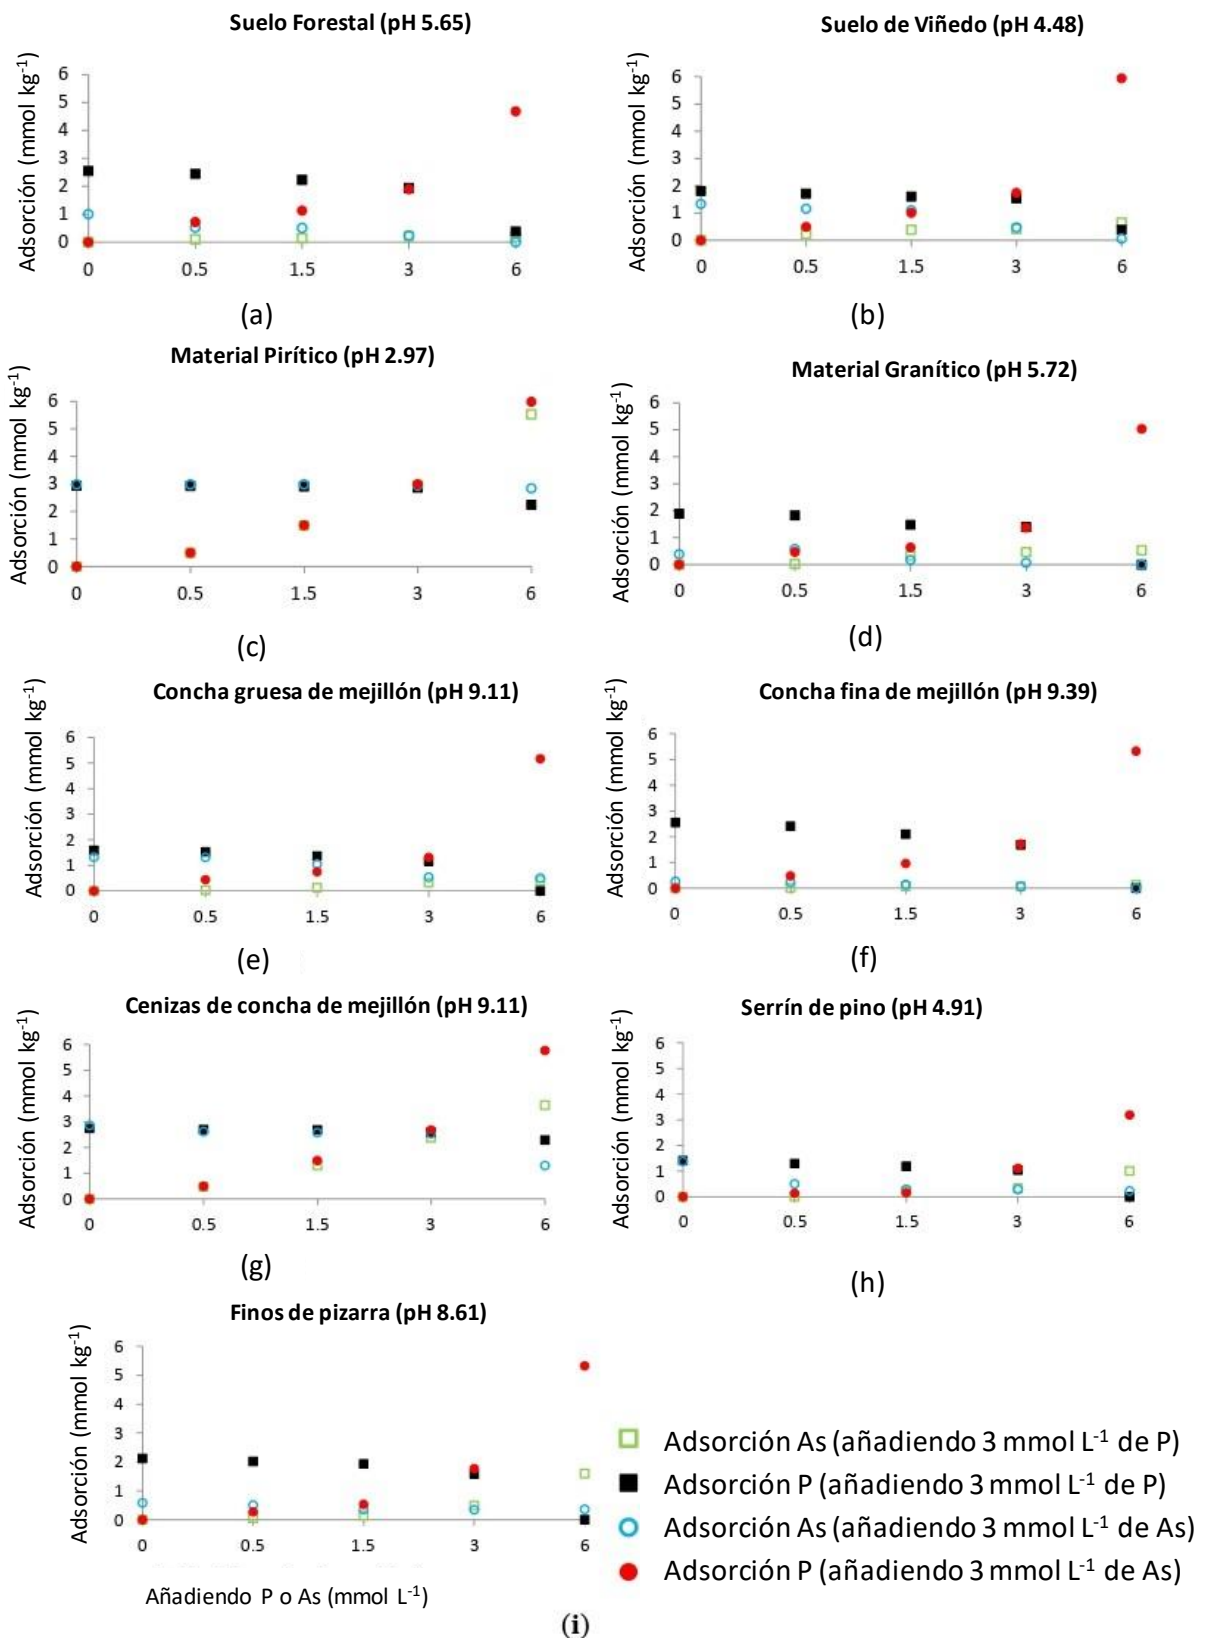 Suelo Forestal (pH 5.65)
Adsorción (mmol kg-1)
6
5
4
3
2
1
0
0 0.5 1.5 3 6
(a)
Suelo de Viñedo (pH 4.48)
Adsorción (mmol kg-1)
6
5
4
3
2
1
0
0 0.5 1.5 3 6
(b)
Material Pirítico (pH 2.97)
Adsorción (mmol kg-1)
6
5
4
3
2
1
0
0 0.5 1.5 3 6
(c)
Material Granítico (pH 5.72)
Adsorción (mmol kg-1)
6
5
4
3
2
1
0
0 0.5 1.5 3 6
(d)
Concha gruesa de mejillón (pH 9.11)
Adsorción (mmol kg-1)
6
5
4
3
2
1
0
0 0.5 1.5 3 6
(e)
Concha fina de mejillón (pH 9.39)
Adsorción (mmol kg-1)
6
5
4
3
2
1
0
0 0.5 1.5 3 6
(f)
Cenizas de concha de mejillón (pH 9.11)
Adsorción (mmol kg-1)
6
5
4
3
2
1
0
0 0.5 1.5 3 6
(g)
Serrín de pino (pH 4.91)
Adsorción (mmol kg-1)
6
5
4
3
2
1
0
0 0.5 1.5 3 6
(h)
Finos de pizarra (pH 8.61)
Adsorción (mmol kg-1)
6
5
4
3
2
1
0
0 0.5 1.5 3 6
Añadiendo P o As (mmol L-1)
(i)
Adsorción As (añadiendo 3 mmol L-1 de P)
Adsorción P (añadiendo 3 mmol L-1 de P)
Adsorción As (añadiendo 3 mmol L-1 de As)
Adsorción P (añadiendo 3 mmol L-1 de As)